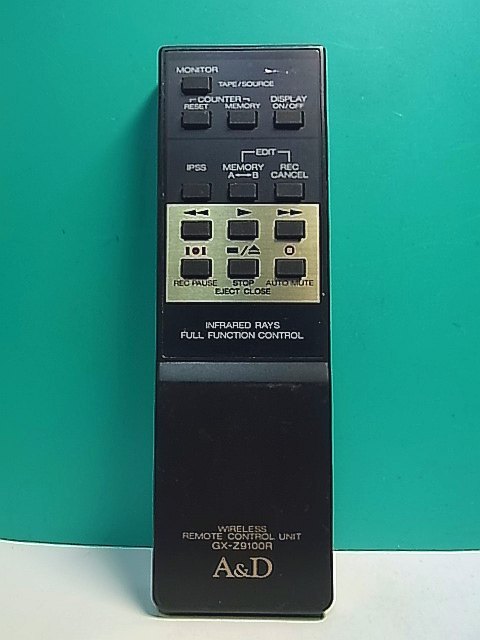 MONITOR
TAPE/SOURCE
COUNTER
DISPLAY
RESET MEMORY ON/OFF
EDIT
IPSS MEMORY REC
A B CANCEL
REC PAUSE STOP AUTO MUTE
EJECT CLOSE
INFRARED RAYS
FULL FUNCTION CONTROL
WIRELESS
REMOTE CONTROL UNIT
GX-Z9100R
A&D